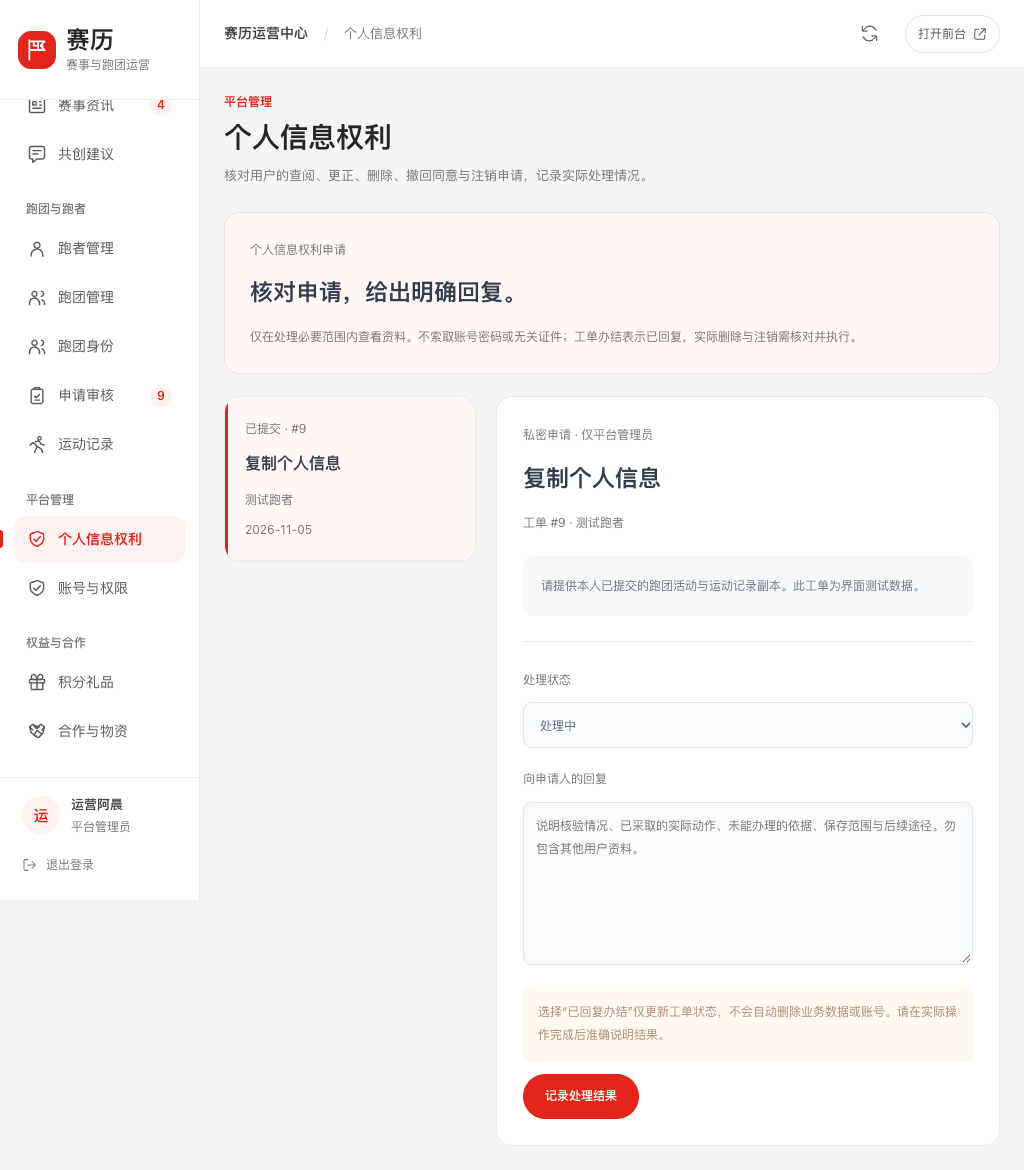 赛历
赛事与跑团运营
赛事资讯 4
共创建议
跑团与跑者
跑者管理
跑团管理
跑团身份
申请审核 9
运动记录
平台管理
个人信息权利
账号与权限
权益与合作
积分礼品
合作与物资
运
运营阿晨
平台管理员
退出登录
赛历运营中心 / 个人信息权利
打开前台
平台管理
个人信息权利
核对用户的查阅、更正、删除、撤回同意与注销申请，记录实际处理情况。
个人信息权利申请
核对申请，给出明确回复。
仅在处理必要范围内查看资料。不索取账号密码或无关证件；工单办结表示已回复，实际删除与注销需核对并执行。
已提交 · #9
复制个人信息
测试跑者
2026-11-05
私密申请 · 仅平台管理员
复制个人信息
工单 #9 · 测试跑者
请提供本人已提交的跑团活动与运动记录副本。此工单为界面测试数据。
处理状态
处理中
向申请人的回复
说明核验情况、已采取的实际动作、未能办理的依据、保存范围与后续途径。勿
包含其他用户资料。
选择“已回复办结”仅更新工单状态，不会自动删除业务数据或账号。请在实际操
作完成后准确说明结果。
记录处理结果